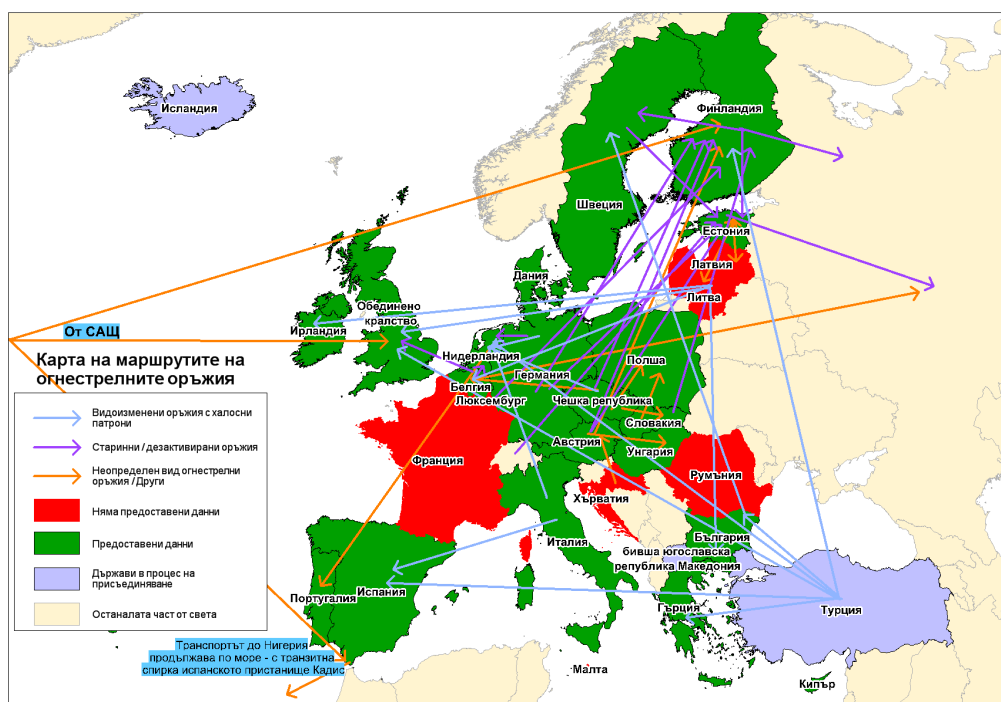 Исландия
Финландия
Швеция
Естония
Латвия
Дания
Литва
Обединено
кралство
Ирландия
От САЩ
Карта на маршрутите на
огнестрелните оръжия
Нидерландия
Полша
Германия
Белгия
Люксембург
Чешка република
Словакия
Австрия
Унгария
Франция
Румъния
Хърватия
Италия
България
бивша югославска
република Македония
Португалия
Испания
Гърция
Турция
Малта
Кипър
Видоизменени оръжия с халосни
патрони
Старинни / дезактивирани оръжия
Неопределен вид огнестрелни
оръжия / Други
Няма предоставени данни
Предоставени данни
Държави в процес на
присъединяване
Останалата част от света
Транспортът до Нигерия
продължава по море - с транзитна
спирка испанското пристанище Кадис